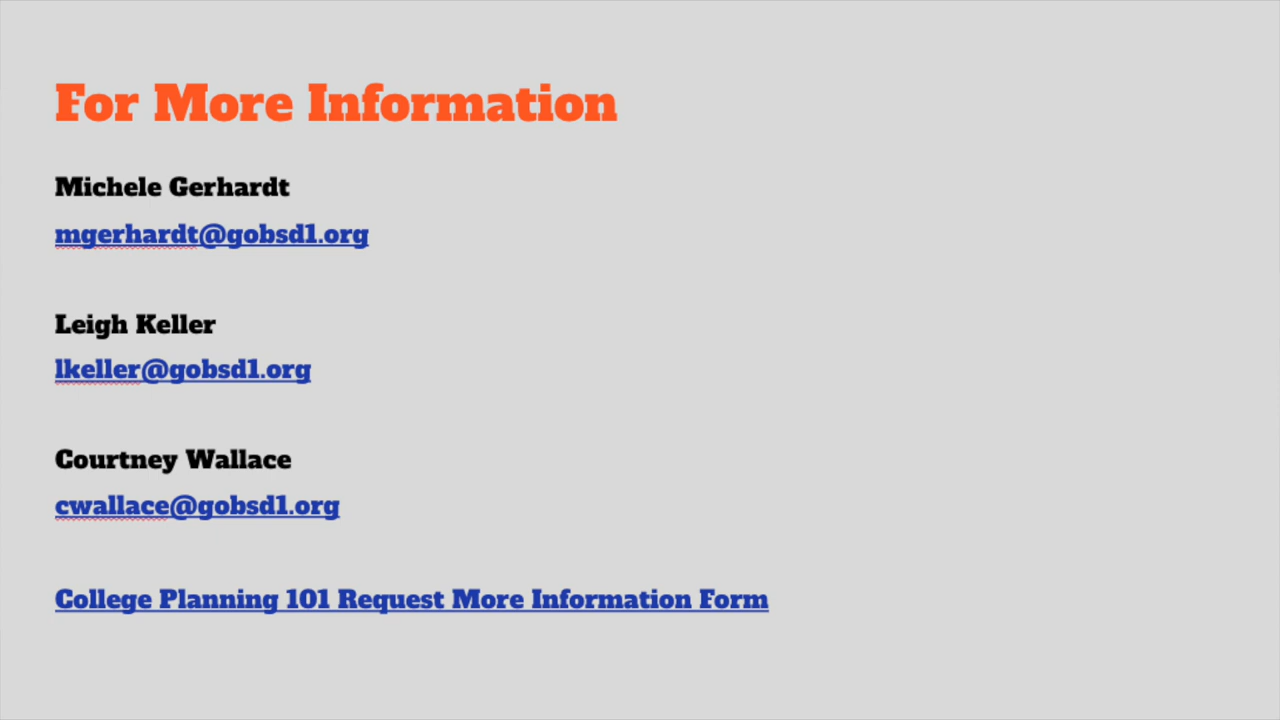 For More Information
Michele Gerhardt
mgerhardt@gobsd1.org
Leigh Keller
lkeller@gobsd1.org
Courtney Wallace
cwallace@gobsd1.org
College Planning 101 Request More Information Form